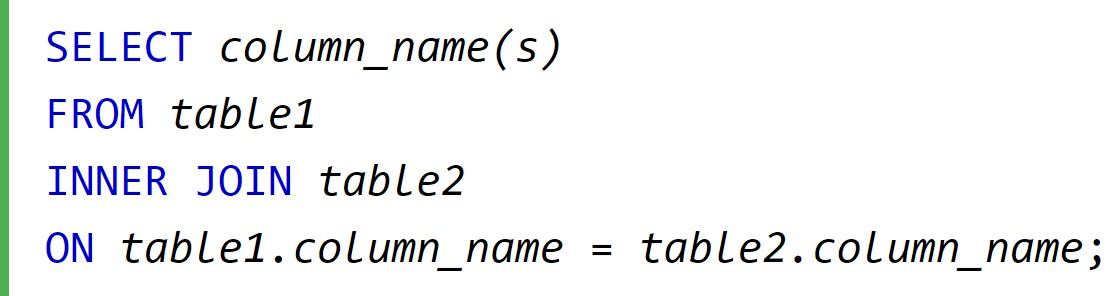 SELECT column_name(s)
FROM table1
INNER JOIN table2
ON table1.column_name = table2.column_name;